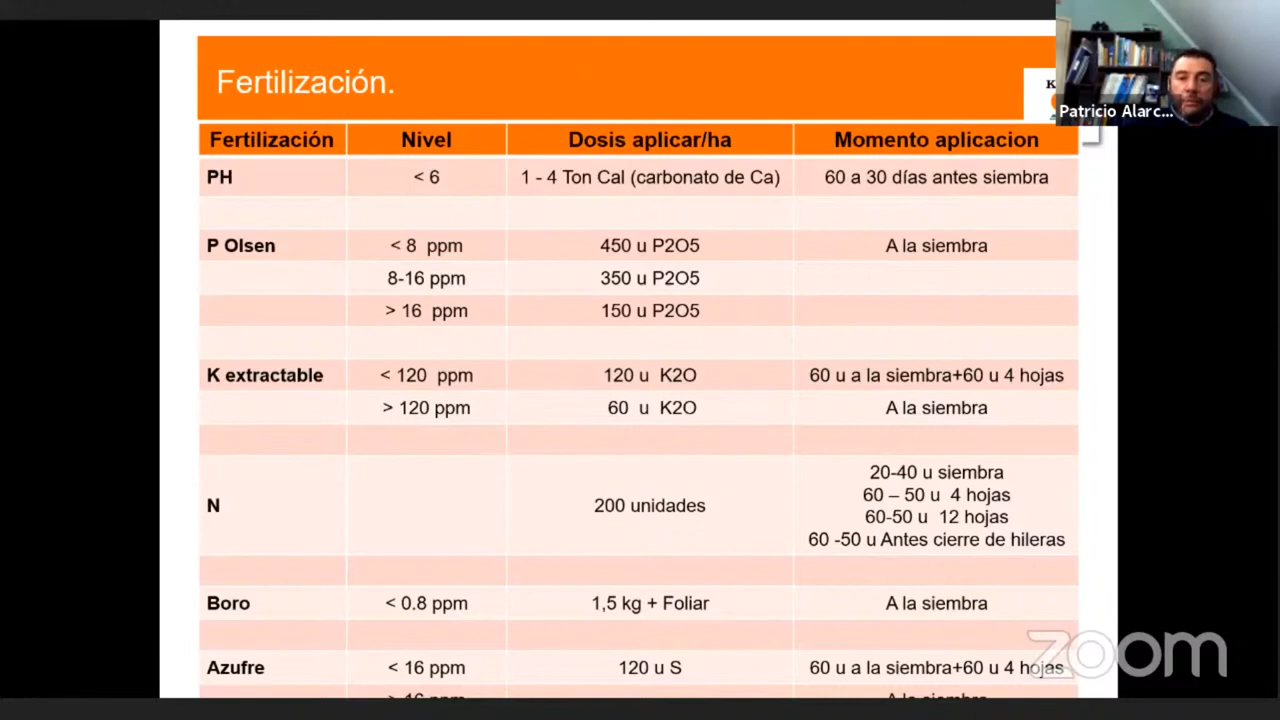 Fertilización.
K
Patricio Alarc...
Fertilización Nivel Dosis aplicar/ha Momento aplicacion
PH < 6 1 - 4 Ton Cal (carbonato de Ca) 60 a 30 días antes siembra
P Olsen < 8 ppm 450 u P2O5 A la siembra
8-16 ppm 350 u P2O5
> 16 ppm 150 u P2O5
K extractable < 120 ppm 120 u K2O 60 u a la siembra+60 u 4 hojas
> 120 ppm 60 u K2O A la siembra
N 200 unidades 20-40 u siembra
60 – 50 u 4 hojas
60-50 u 12 hojas
60 -50 u Antes cierre de hileras
Boro < 0.8 ppm 1,5 kg + Foliar A la siembra
Azufre < 16 ppm 120 u S 60 u a la siembra+60 u 4 hojas
> 16 ppm A la siembra
zoom